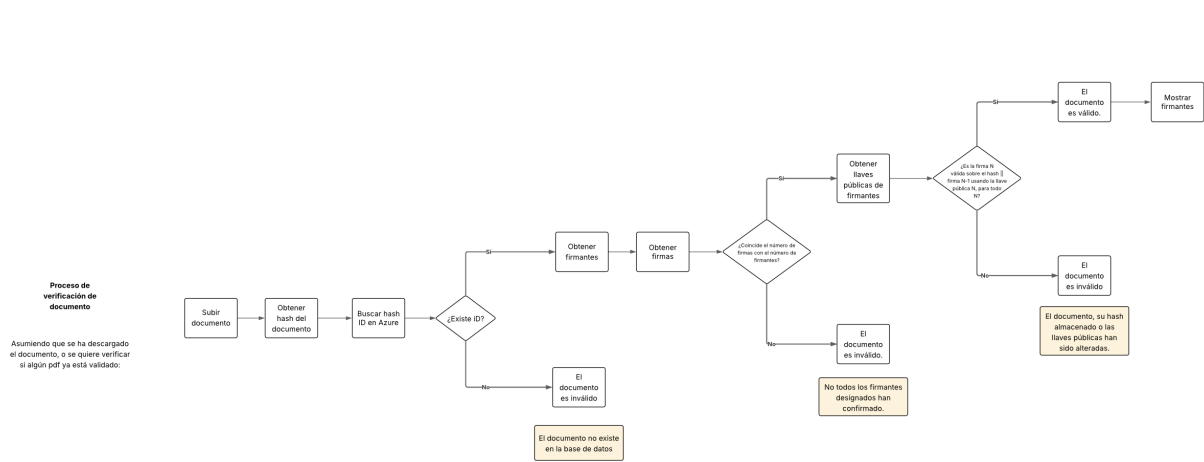 Proceso de
verificación de
documento
Asumiendo que se ha descargado
el documento, o se quiere verificar
si algún pdf ya está validado:
Subir
documento
Obtener
hash del
documento
Buscar hash
ID en Azure
¿Existe ID?
Si
Obtener
firmantes
Obtener
firmas
No
El
documento
es inválido
El documento no existe
en la base de datos
¿Coincide el número de
firmas con el número de
firmantes?
Si
Obtener
llaves
públicas de
firmantes
No
El
documento
es inválido.
No todos los firmantes
designados han
confirmado.
¿Es la firma N
válida sobre el hash ||
firma N-1 usando la llave
pública N, para todo
N?
Si
El
documento
es válido.
Mostrar
firmantes
No
El
documento
es inválido
El documento, su hash
almacenado o las
llaves públicas han
sido alteradas.